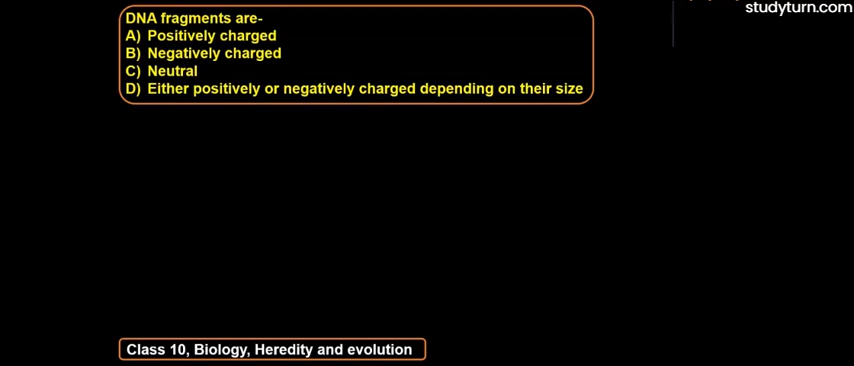 studyturn.com
DNA fragments are-
A) Positively charged
B) Negatively charged
C) Neutral
D) Either positively or negatively charged depending on their size
Class 10, Biology, Heredity and evolution